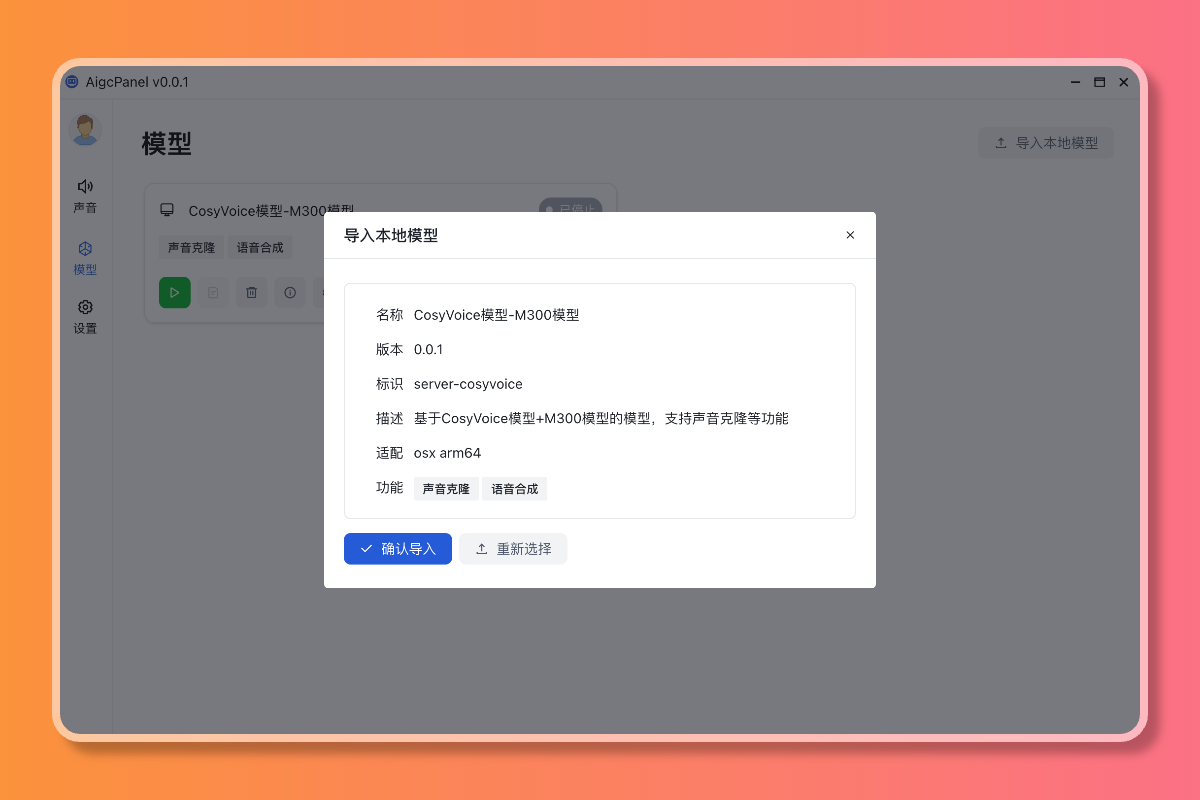 AigcPanel v0.0.1
模型
导入本地模型
声音
模型
设置
CosyVoice模型-M300模型
已停止
声音克隆 语音合成
导入本地模型
名称 CosyVoice模型-M300模型
版本 0.0.1
标识 server-cosyvoice
描述 基于CosyVoice模型+M300模型的模型，支持声音克隆等功能
适配 osx arm64
功能 声音克隆 语音合成
确认导入 重新选择